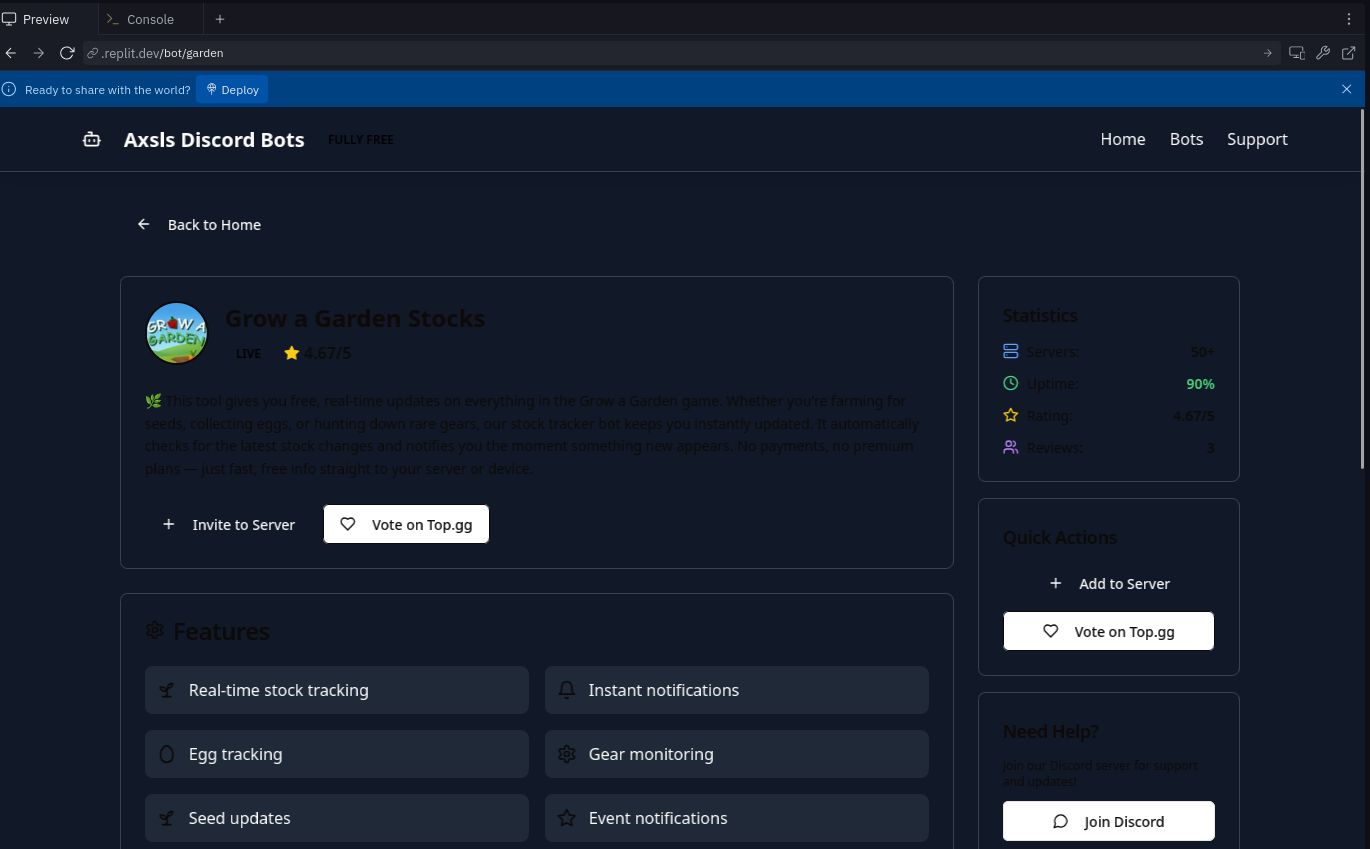 Preview
Console
.replit.dev/bot/garden
Ready to share with the world?
Deploy
Axsls Discord Bots
FULLY FREE
Home
Bots
Support
Back to Home
GROW A
GARDEN
Grow a Garden Stocks
LIVE
4.67/5
🌿 This tool gives you free, real-time updates on everything in the Grow a Garden game. Whether you're farming for
seeds, collecting eggs, or hunting down rare gears, our stock tracker bot keeps you instantly updated. It automatically
checks for the latest stock changes and notifies you the moment something new appears. No payments, no premium
plans — just fast, free info straight to your server or device.
Invite to Server
Vote on Top.gg
Features
Real-time stock tracking
Instant notifications
Egg tracking
Gear monitoring
Seed updates
Event notifications
Statistics
Servers: 50+
Uptime: 90%
Rating: 4.67/5
Reviews: 3
Quick Actions
Add to Server
Vote on Top.gg
Need Help?
Join our Discord server for support
and updates!
Join Discord